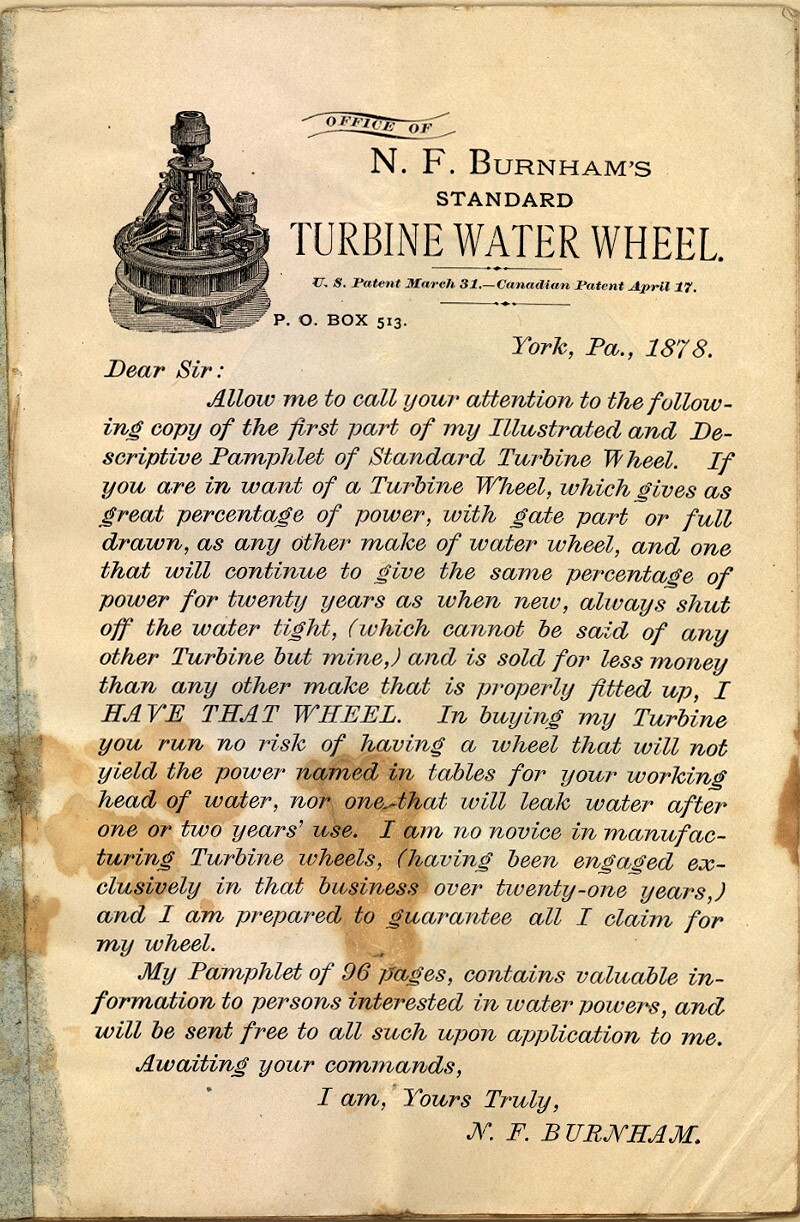 OFFICE OF
N. F. BURNHAM'S
STANDARD
TURBINE WATER WHEEL.
U. S. Patent March 31.—Canadian Patent April 17.
P. O. BOX 513.
York, Pa., 1878.
Dear Sir:
Allow me to call your attention to the follow-
ing copy of the first part of my Illustrated and De-
scriptive Pamphlet of Standard Turbine Wheel. If
you are in want of a Turbine Wheel, which gives as
great percentage of power, with gate part or full
drawn, as any other make of water wheel, and one
that will continue to give the same percentage of
power for twenty years as when new, always shut
off the water tight, (which cannot be said of any
other Turbine but mine,) and is sold for less money
than any other make that is properly fitted up, I
HAVE THAT WHEEL. In buying my Turbine
you run no risk of having a wheel that will not
yield the power named in tables for your working
head of water, nor one that will leak water after
one or two years' use. I am no novice in manufac-
turing Turbine wheels, (having been engaged ex-
clusively in that business over twenty-one years,)
and I am prepared to guarantee all I claim for
my wheel.
My Pamphlet of 96 pages, contains valuable in-
formation to persons interested in water powers, and
will be sent free to all such upon application to me.
Awaiting your commands,
I am, Yours Truly,
N. F. BURNHAM.